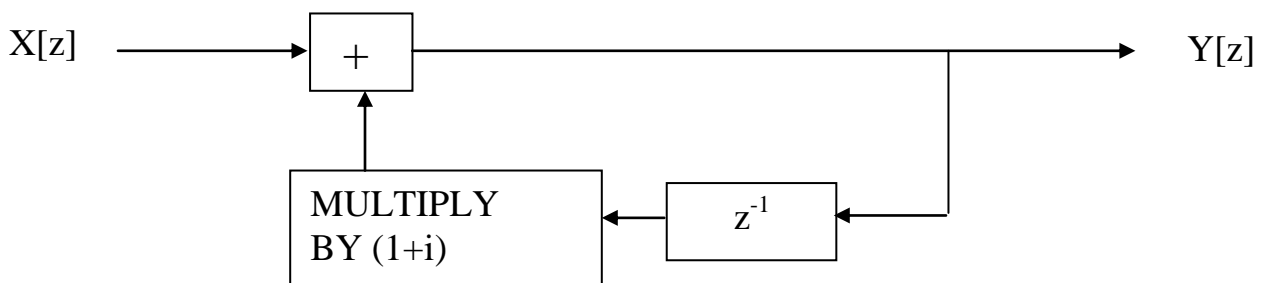 X[z]
+
Y[z]
MULTIPLY
BY (1+i)
z⁻¹